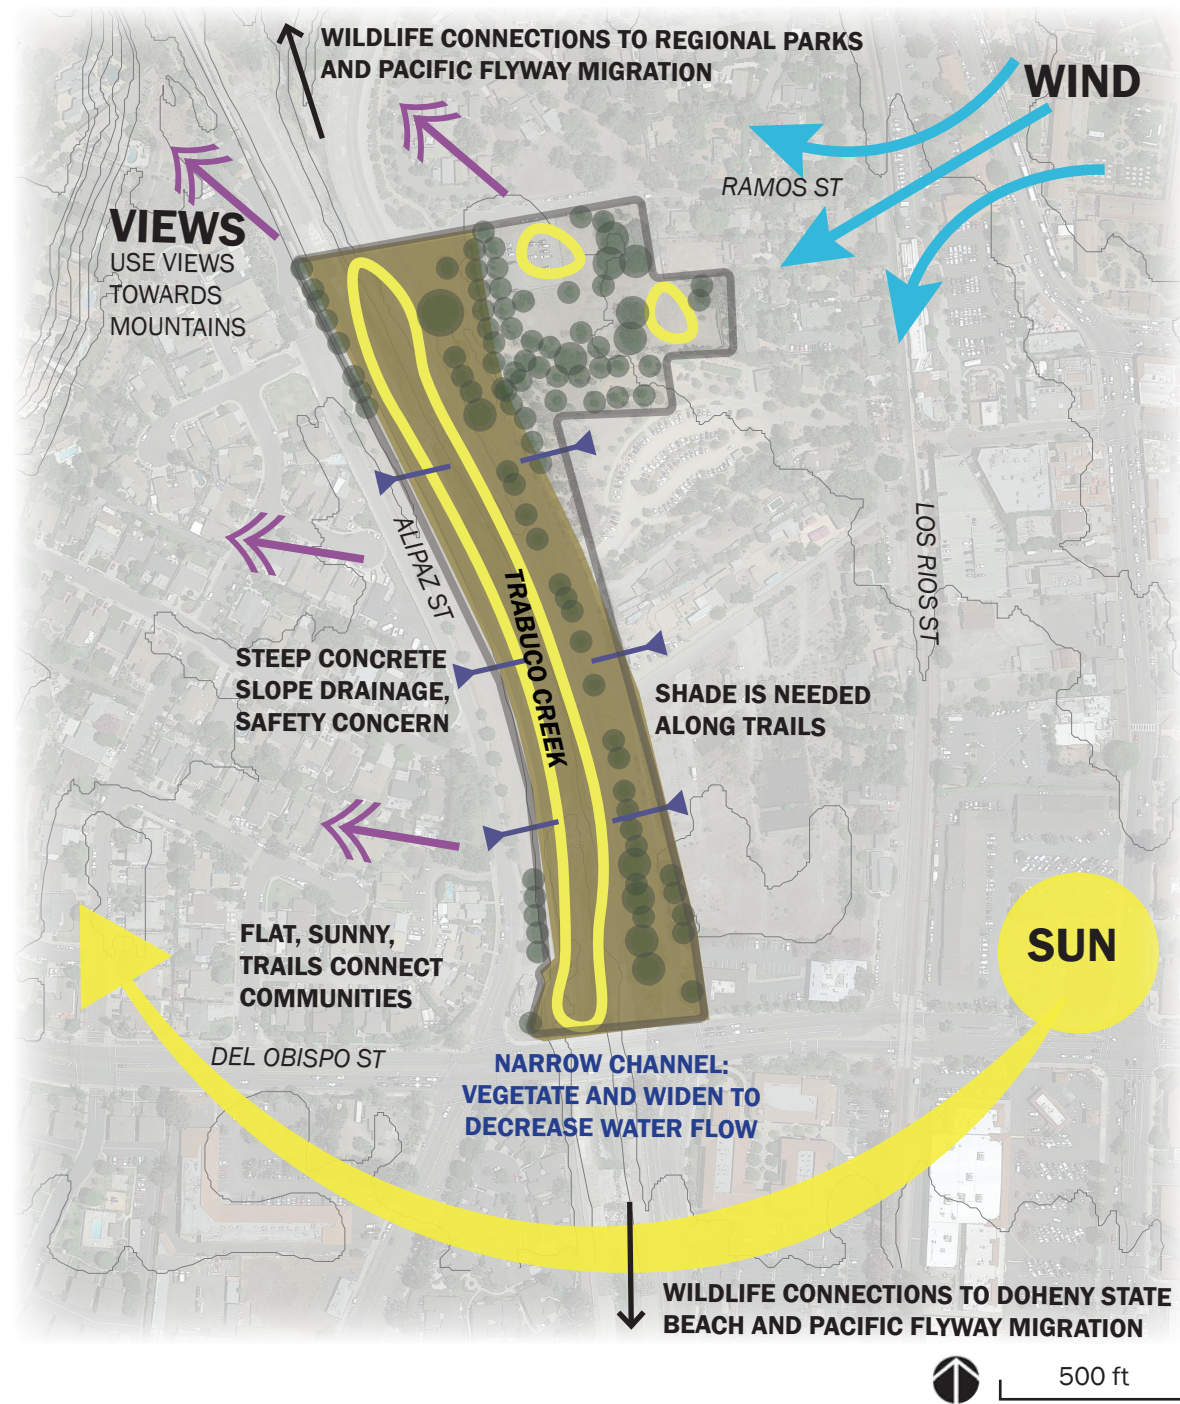 WILDLIFE CONNECTIONS TO REGIONAL PARKS
AND PACIFIC FLYWAY MIGRATION
WIND
RAMOS ST
VIEWS
USE VIEWS
TOWARDS
MOUNTAINS
ALIPAZ ST
LOS RIOS ST
TRABUCO CREEK
STEEP CONCRETE
SLOPE DRAINAGE,
SAFETY CONCERN
SHADE IS NEEDED
ALONG TRAILS
FLAT, SUNNY,
TRAILS CONNECT
COMMUNITIES
SUN
DEL OBISPO ST
NARROW CHANNEL:
VEGETATE AND WIDEN TO
DECREASE WATER FLOW
WILDLIFE CONNECTIONS TO DOHENY STATE
BEACH AND PACIFIC FLYWAY MIGRATION
500 ft